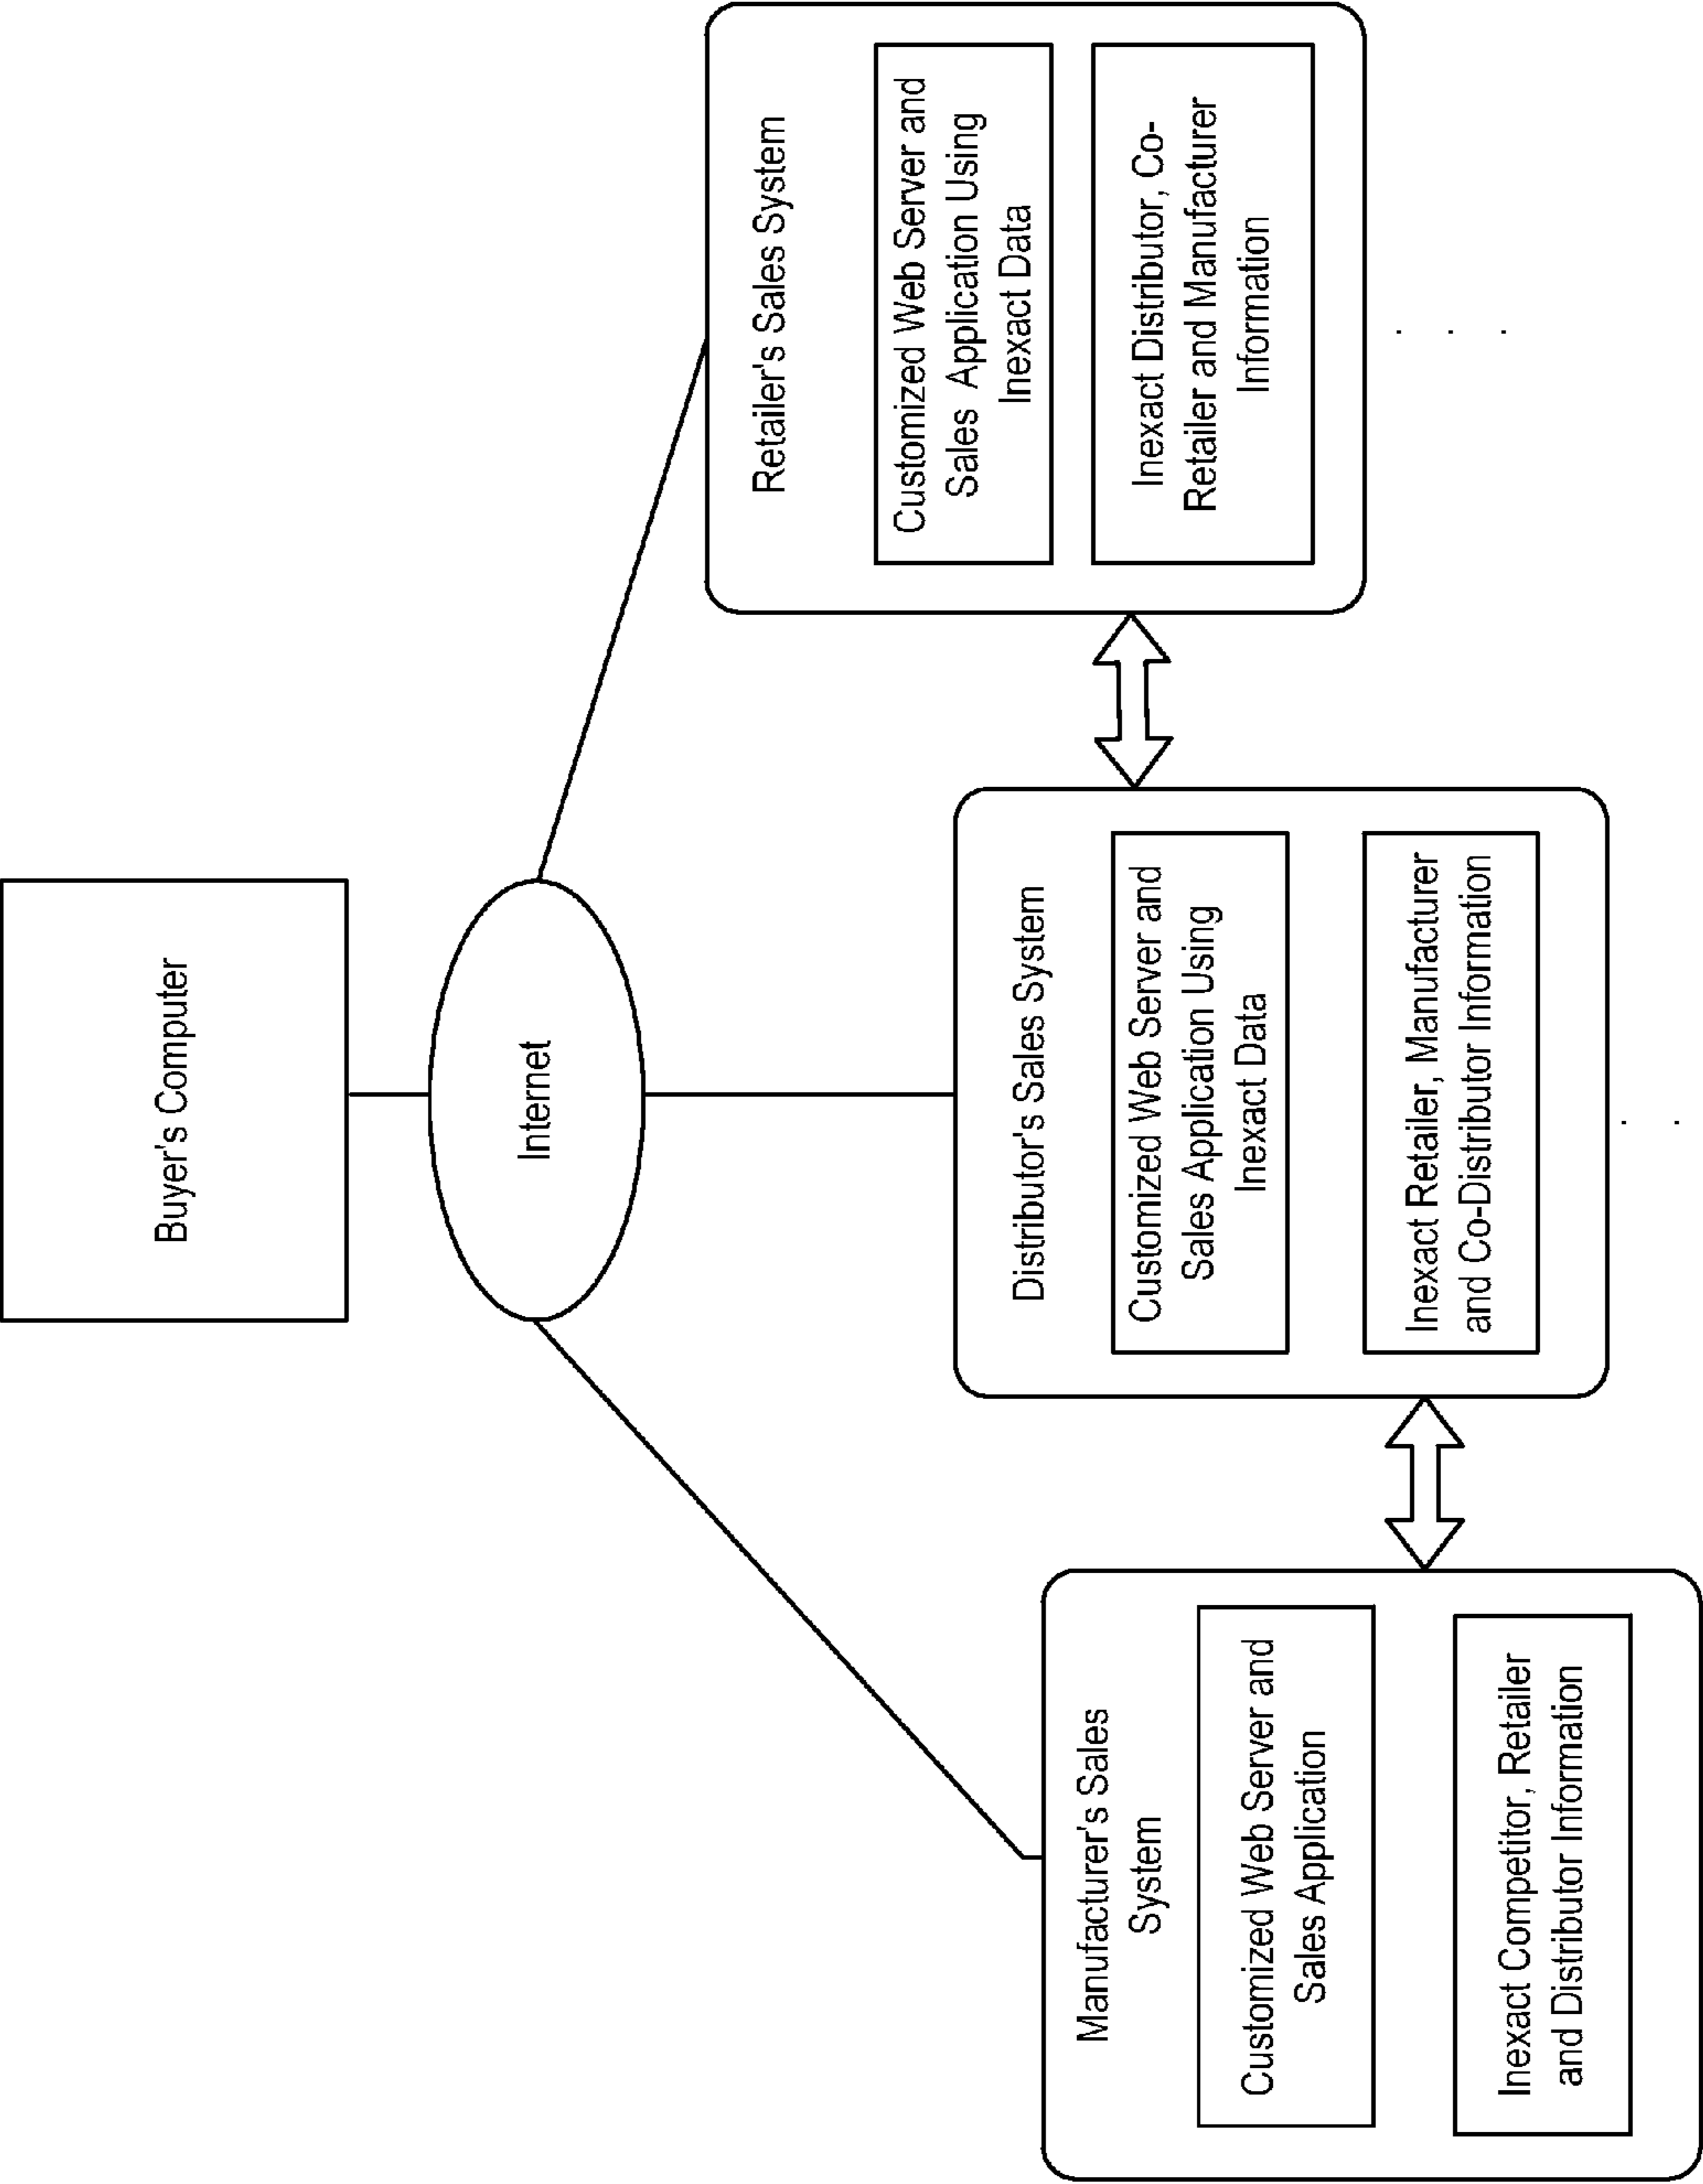 Buyer's Computer
Internet
Manufacturer's Sales
System
Customized Web Server and
Sales Application
Inexact Competitor, Retailer
and Distributor Information
Distributor's Sales System
Customized Web Server and
Sales Application Using
Inexact Data
Inexact Retailer, Manufacturer
and Co-Distributor Information
Retailer's Sales System
Customized Web Server and
Sales Application Using
Inexact Data
Inexact Distributor, Co-
Retailer and Manufacturer
Information